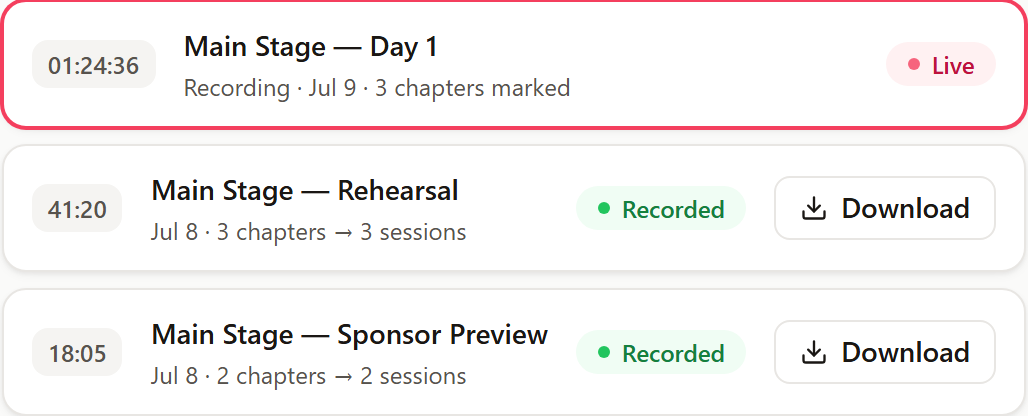 01:24:36
Main Stage — Day 1
Recording · Jul 9 · 3 chapters marked
Live
41:20
Main Stage — Rehearsal
Jul 8 · 3 chapters → 3 sessions
Recorded
Download
18:05
Main Stage — Sponsor Preview
Jul 8 · 2 chapters → 2 sessions
Recorded
Download